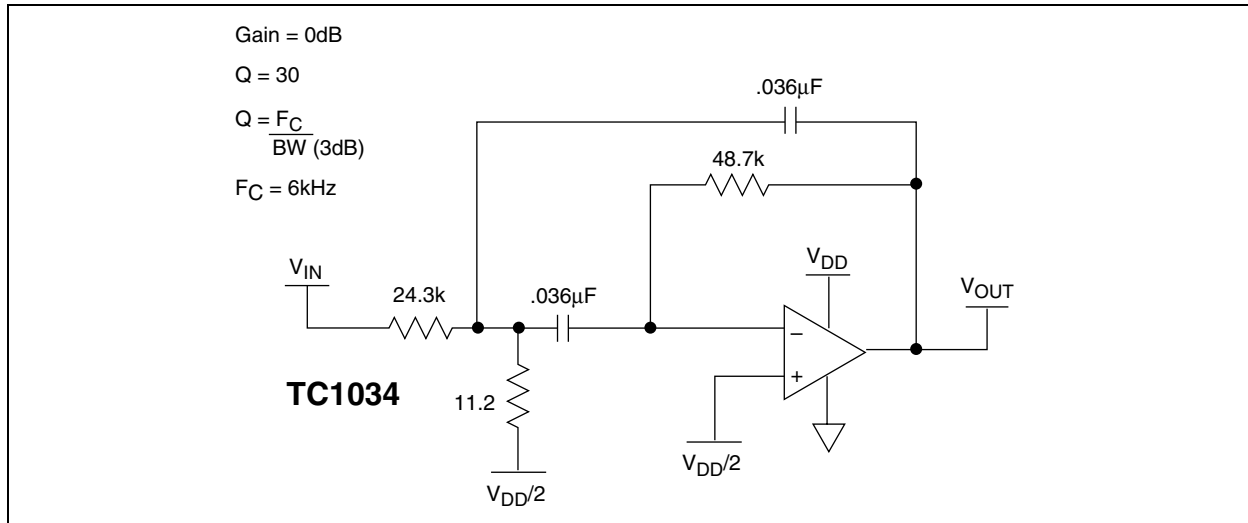 Gain = 0dB
Q = 30
Q = F_C
BW (3dB)
F_C = 6kHz
.036μF
48.7k
V_DD
V_IN
V_OUT
24.3k
.036μF
−
+
TC1034
11.2
V_DD/2
V_DD/2